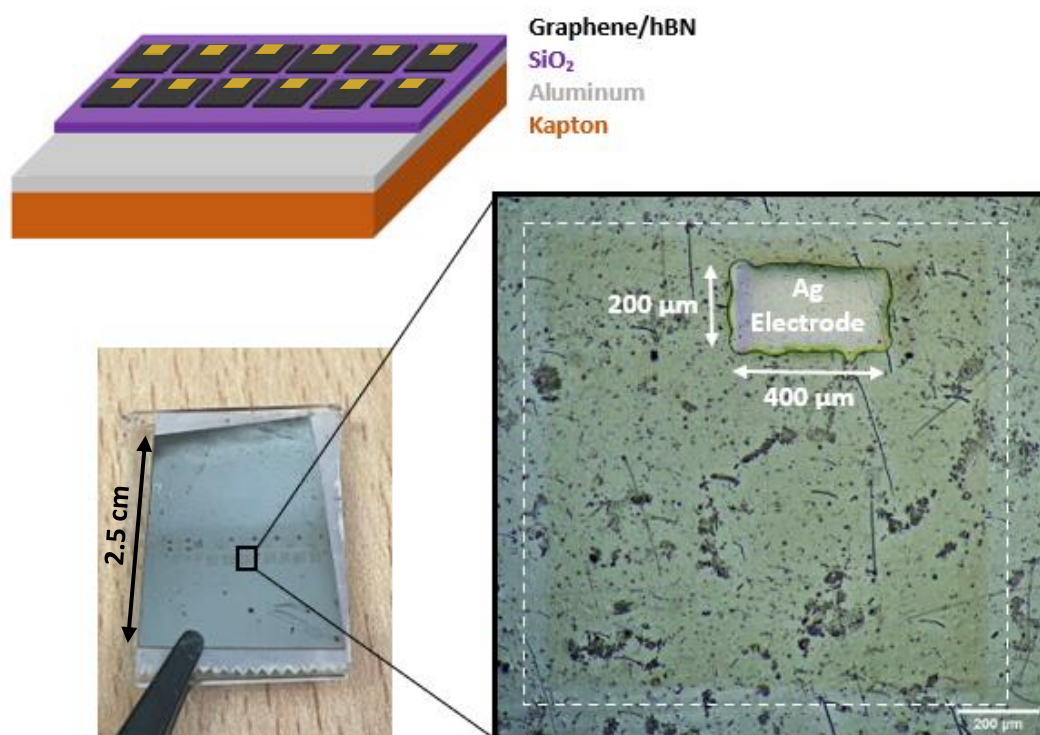 Graphene/hBN
SiO₂
Aluminum
Kapton
200 µm
Ag
Electrode
400 µm
2.5 cm
200 µm